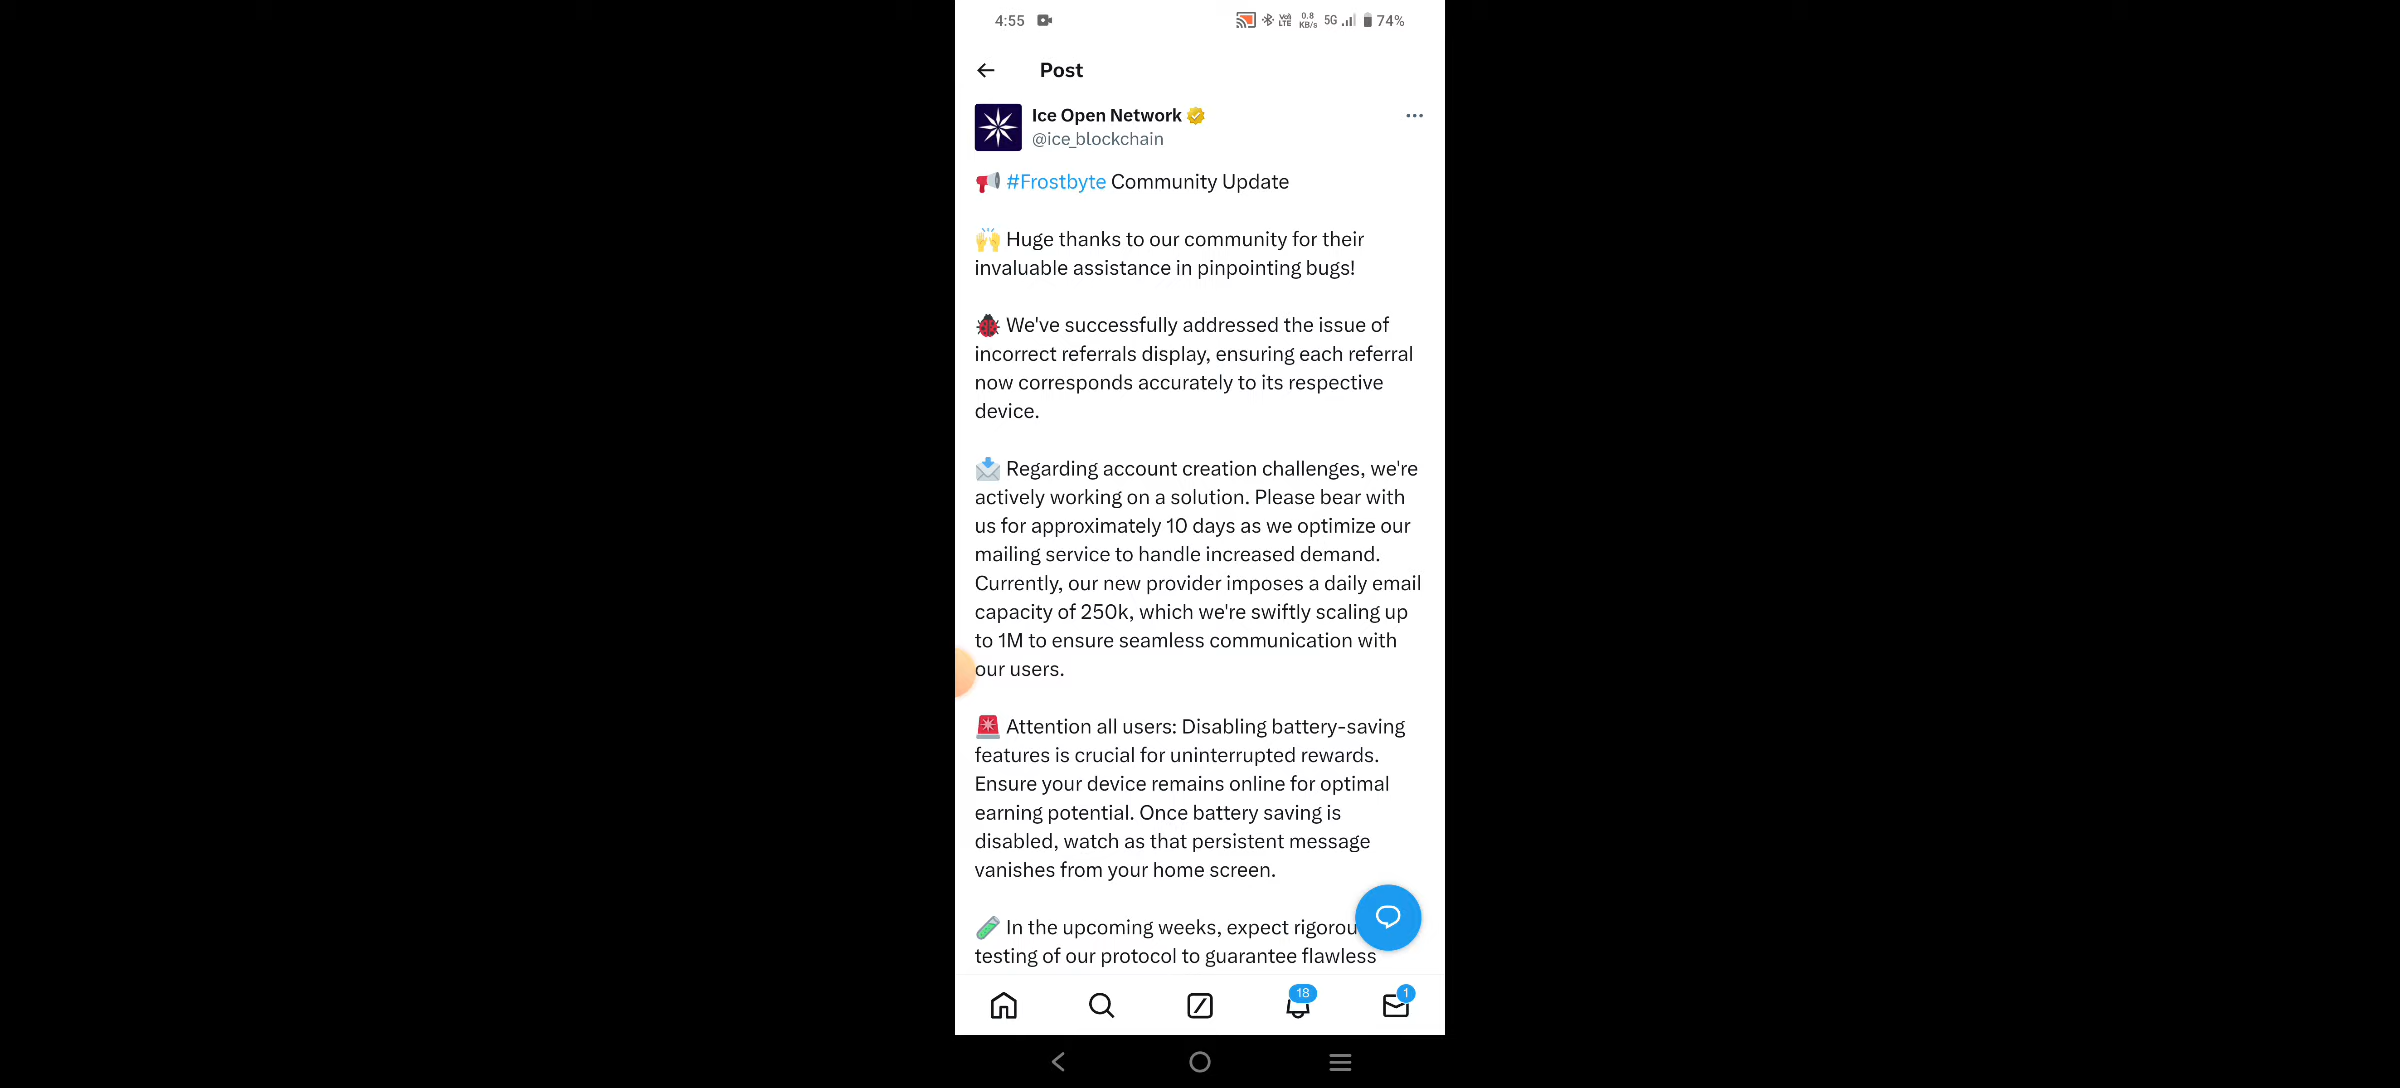 4:55
Vo LTE 0.8 KB/s 5G 74%
Post
Ice Open Network
@ice_blockchain
#Frostbyte Community Update
Huge thanks to our community for their
invaluable assistance in pinpointing bugs!
We've successfully addressed the issue of
incorrect referrals display, ensuring each referral
now corresponds accurately to its respective
device.
Regarding account creation challenges, we're
actively working on a solution. Please bear with
us for approximately 10 days as we optimize our
mailing service to handle increased demand.
Currently, our new provider imposes a daily email
capacity of 250k, which we're swiftly scaling up
to 1M to ensure seamless communication with
our users.
Attention all users: Disabling battery-saving
features is crucial for uninterrupted rewards.
Ensure your device remains online for optimal
earning potential. Once battery saving is
disabled, watch as that persistent message
vanishes from your home screen.
In the upcoming weeks, expect rigorou
testing of our protocol to guarantee flawless
18
1